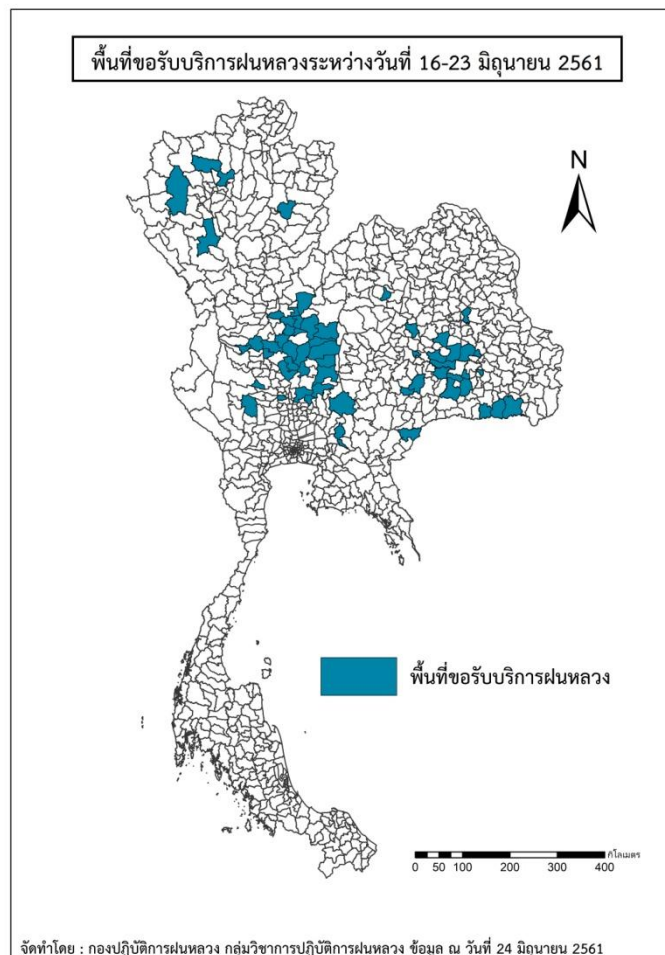 พื้นที่ขอรับบริการฝนหลวงระหว่างวันที่ 16-23 มิถุนายน 2561
N
พื้นที่ขอรับบริการฝนหลวง
กิโลเมตร
0 50 100 200 300 400
จัดทำโดย : กองปฏิบัติการฝนหลวง กลุ่มวิชาการปฏิบัติการฝนหลวง ข้อมูล ณ วันที่ 24 มิถุนายน 2561